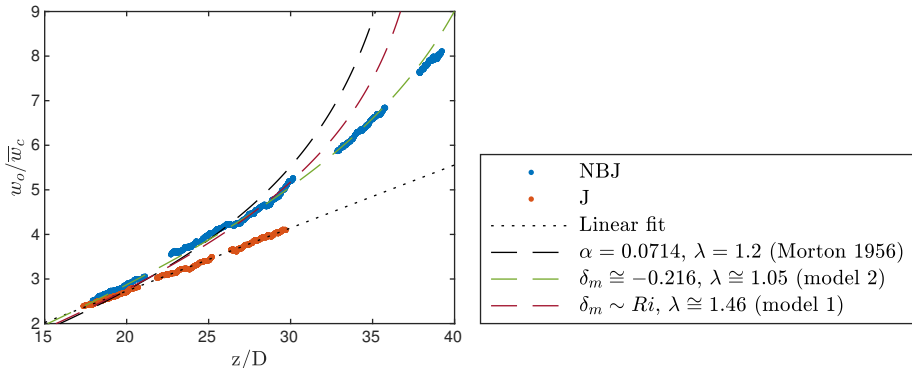 9
8
7
6
5
4
3
2
w_o/\overline{w}_c
15 20 25 30 35 40
z/D
NBJ
J
Linear fit
α = 0.0714, λ = 1.2 (Morton 1956)
δ_m ≅ −0.216, λ ≅ 1.05 (model 2)
δ_m ∼ Ri, λ ≅ 1.46 (model 1)